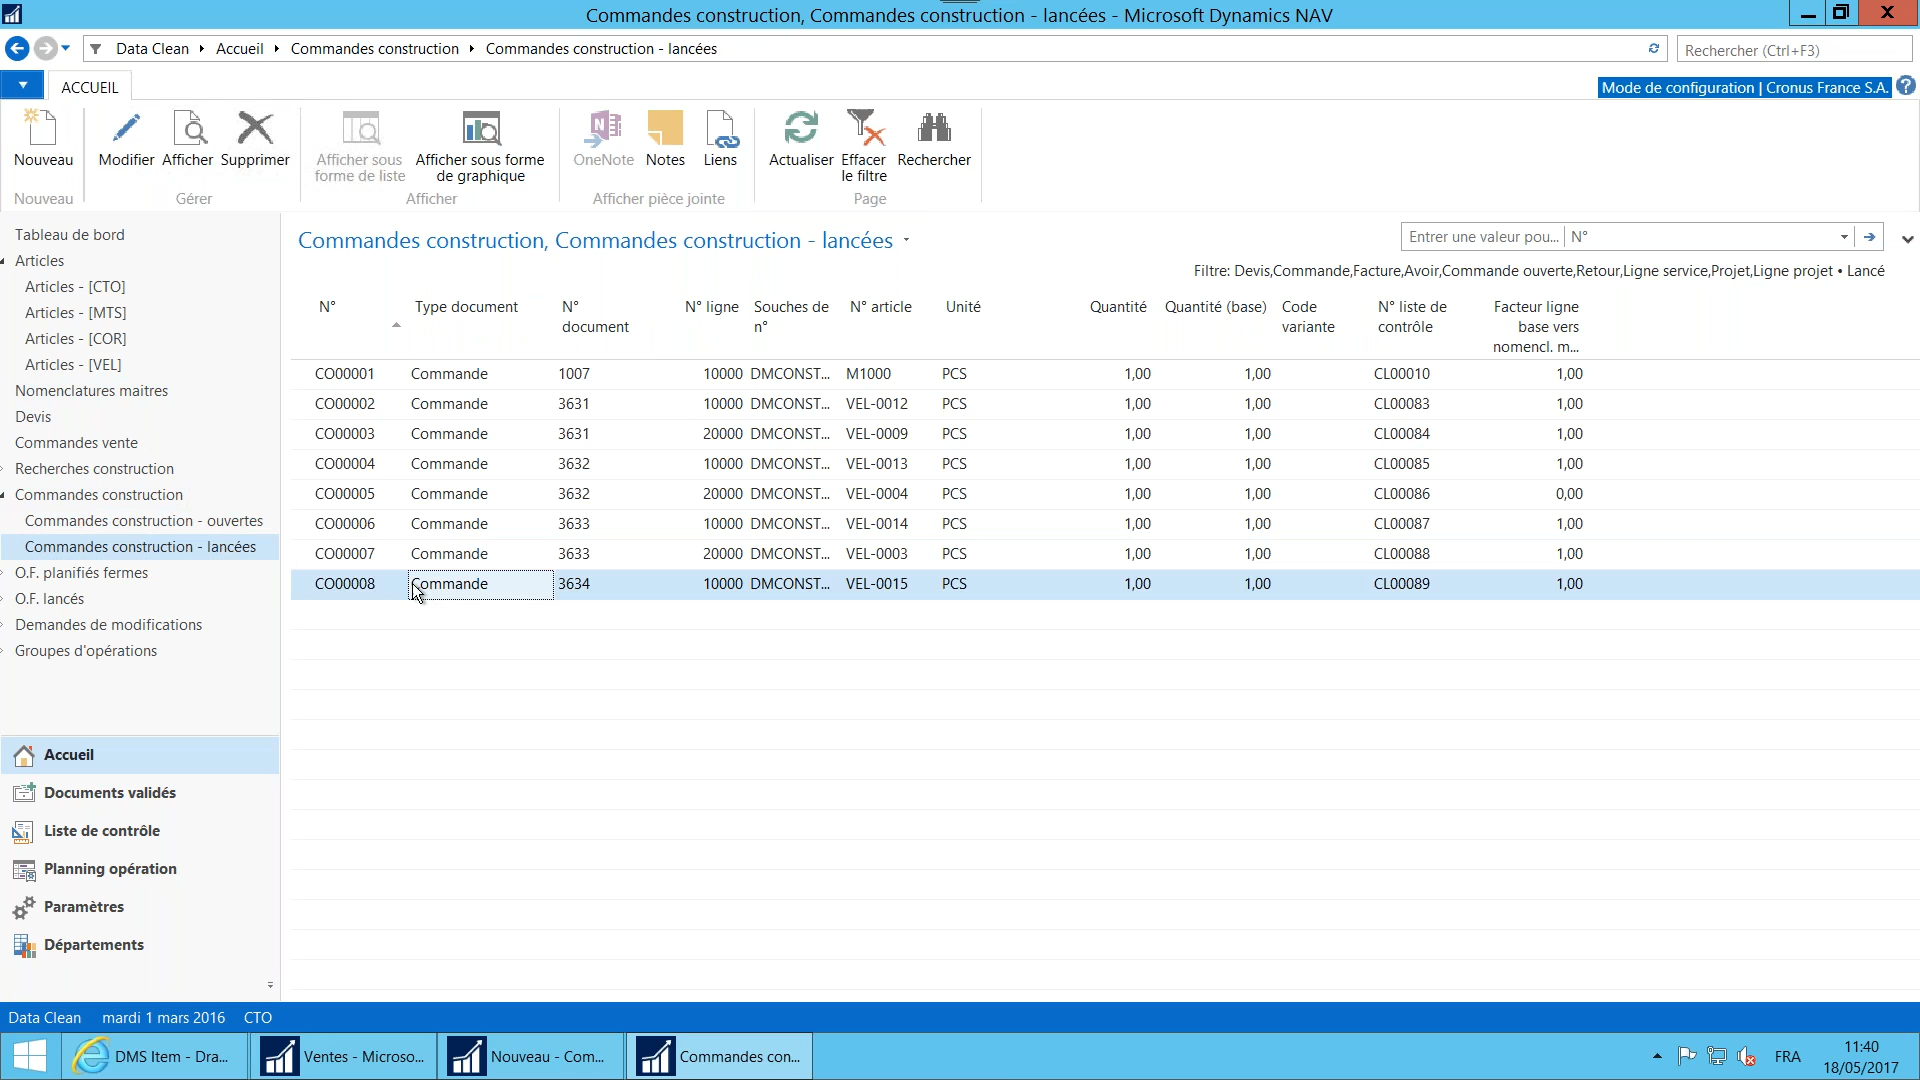 Commandes construction, Commandes construction - lancées - Microsoft Dynamics NAV
Data Clean Accueil Commandes construction Commandes construction - lancées
Rechercher (Ctrl+F3)
ACCUEIL
Mode de configuration | Cronus France S.A.
Nouveau
Modifier Afficher Supprimer
Afficher sous forme de liste
Afficher sous forme de graphique
OneNote Notes Liens
Actualiser Effacer le filtre Rechercher
Nouveau Gérer Afficher Afficher pièce jointe Page
Tableau de bord
Articles
Articles - [CTO]
Articles - [MTS]
Articles - [COR]
Articles - [VEL]
Nomenclatures maitres
Devis
Commandes vente
Recherches construction
Commandes construction
Commandes construction - ouvertes
Commandes construction - lancées
O.F. planifiés fermes
O.F. lancés
Demandes de modifications
Groupes d'opérations
Accueil
Documents validés
Liste de contrôle
Planning opération
Paramètres
Départements
Commandes construction, Commandes construction - lancées
Entrer une valeur pou... N°
Filtre: Devis,Commande,Facture,Avoir,Commande ouverte,Retour,Ligne service,Projet,Ligne projet • Lancé
N° Type document N° document N° ligne Souches de n° N° article Unité Quantité Quantité (base) Code variante N° liste de contrôle Facteur ligne base vers nomencl. m...
CO00001 Commande 1007 10000 DMCONST... M1000 PCS 1,00 1,00 CL00010 1,00
CO00002 Commande 3631 10000 DMCONST... VEL-0012 PCS 1,00 1,00 CL00083 1,00
CO00003 Commande 3631 20000 DMCONST... VEL-0009 PCS 1,00 1,00 CL00084 1,00
CO00004 Commande 3632 10000 DMCONST... VEL-0013 PCS 1,00 1,00 CL00085 1,00
CO00005 Commande 3632 20000 DMCONST... VEL-0004 PCS 1,00 1,00 CL00086 0,00
CO00006 Commande 3633 10000 DMCONST... VEL-0014 PCS 1,00 1,00 CL00087 1,00
CO00007 Commande 3633 20000 DMCONST... VEL-0003 PCS 1,00 1,00 CL00088 1,00
CO00008 Commande 3634 10000 DMCONST... VEL-0015 PCS 1,00 1,00 CL00089 1,00
Data Clean mardi 1 mars 2016 CTO
DMS Item - Dra... Ventes - Microso... Nouveau - Com... Commandes con...
FRA
11:40
18/05/2017